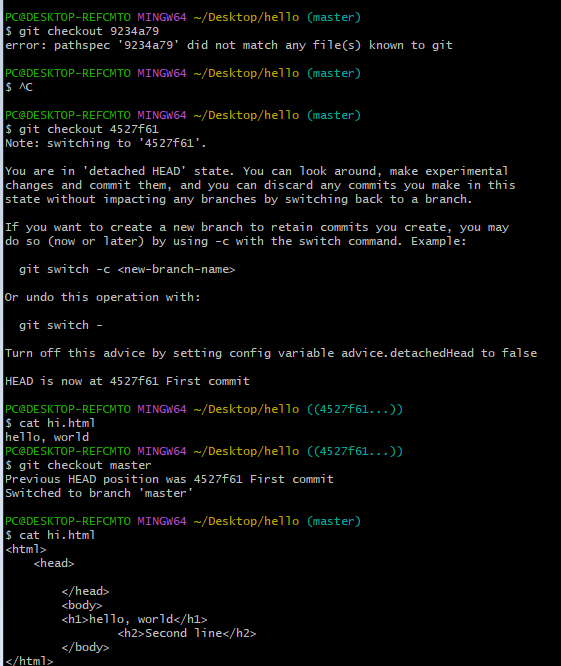 PC@DESKTOP-REFCMTO MINGW64 ~/Desktop/hello (master)
$ git checkout 9234a79
error: pathspec '9234a79' did not match any file(s) known to git
PC@DESKTOP-REFCMTO MINGW64 ~/Desktop/hello (master)
$ ^C
PC@DESKTOP-REFCMTO MINGW64 ~/Desktop/hello (master)
$ git checkout 4527f61
Note: switching to '4527f61'.
You are in 'detached HEAD' state. You can look around, make experimental
changes and commit them, and you can discard any commits you make in this
state without impacting any branches by switching back to a branch.
If you want to create a new branch to retain commits you create, you may
do so (now or later) by using -c with the switch command. Example:
  git switch -c <new-branch-name>
Or undo this operation with:
  git switch -
Turn off this advice by setting config variable advice.detachedHead to false
HEAD is now at 4527f61 First commit
PC@DESKTOP-REFCMTO MINGW64 ~/Desktop/hello ((4527f61...))
$ cat hi.html
hello, world
PC@DESKTOP-REFCMTO MINGW64 ~/Desktop/hello ((4527f61...))
$ git checkout master
Previous HEAD position was 4527f61 First commit
Switched to branch 'master'
PC@DESKTOP-REFCMTO MINGW64 ~/Desktop/hello (master)
$ cat hi.html
<html>
    <head>
        </head>
        <body>
        <h1>hello, world</h1>
                <h2>Second line</h2>
        </body>
</html>